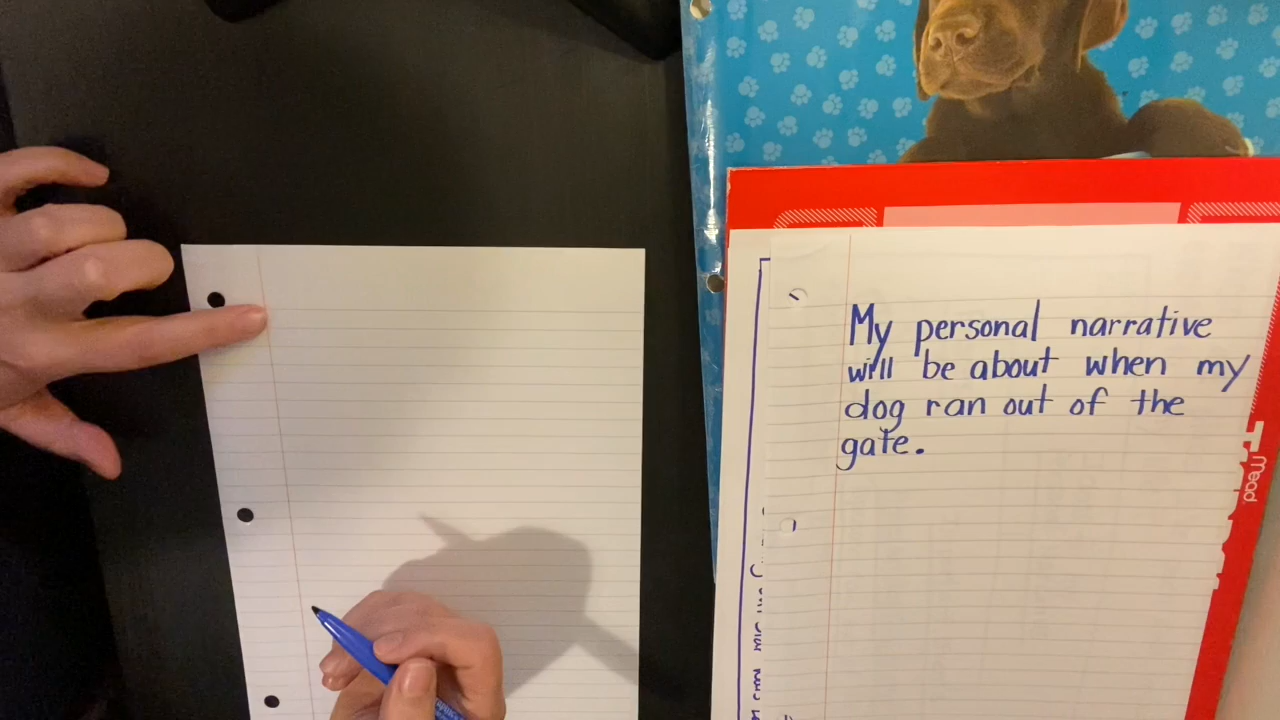 My personal narrative
will be about when my
dog ran out of the
gate.
Mead